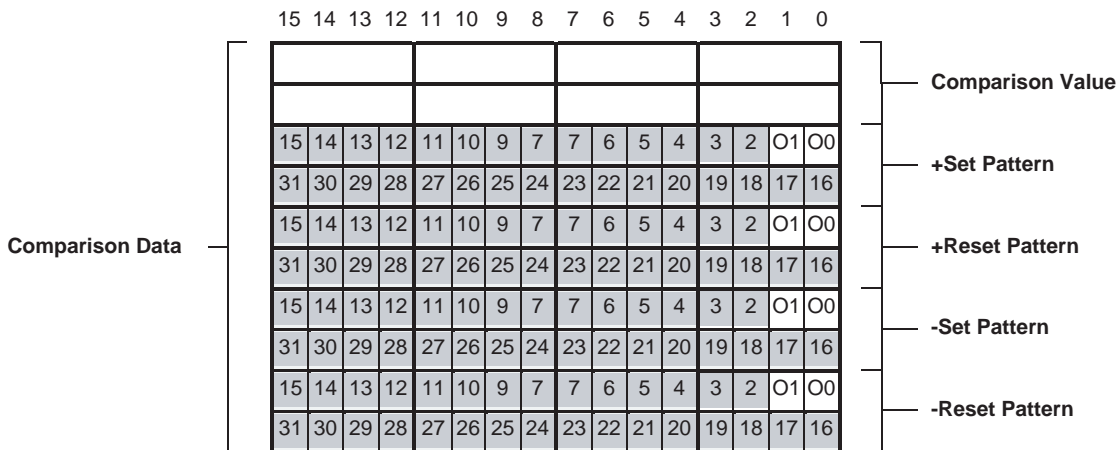 15 14 13 12 11 10 9 8 7 6 5 4 3 2 1 0
Comparison Value
15 14 13 12 11 10 9 7 7 6 5 4 3 2 O1 O0
+Set Pattern
31 30 29 28 27 26 25 24 23 22 21 20 19 18 17 16
15 14 13 12 11 10 9 7 7 6 5 4 3 2 O1 O0
Comparison Data
+Reset Pattern
31 30 29 28 27 26 25 24 23 22 21 20 19 18 17 16
15 14 13 12 11 10 9 7 7 6 5 4 3 2 O1 O0
-Set Pattern
31 30 29 28 27 26 25 24 23 22 21 20 19 18 17 16
15 14 13 12 11 10 9 7 7 6 5 4 3 2 O1 O0
-Reset Pattern
31 30 29 28 27 26 25 24 23 22 21 20 19 18 17 16